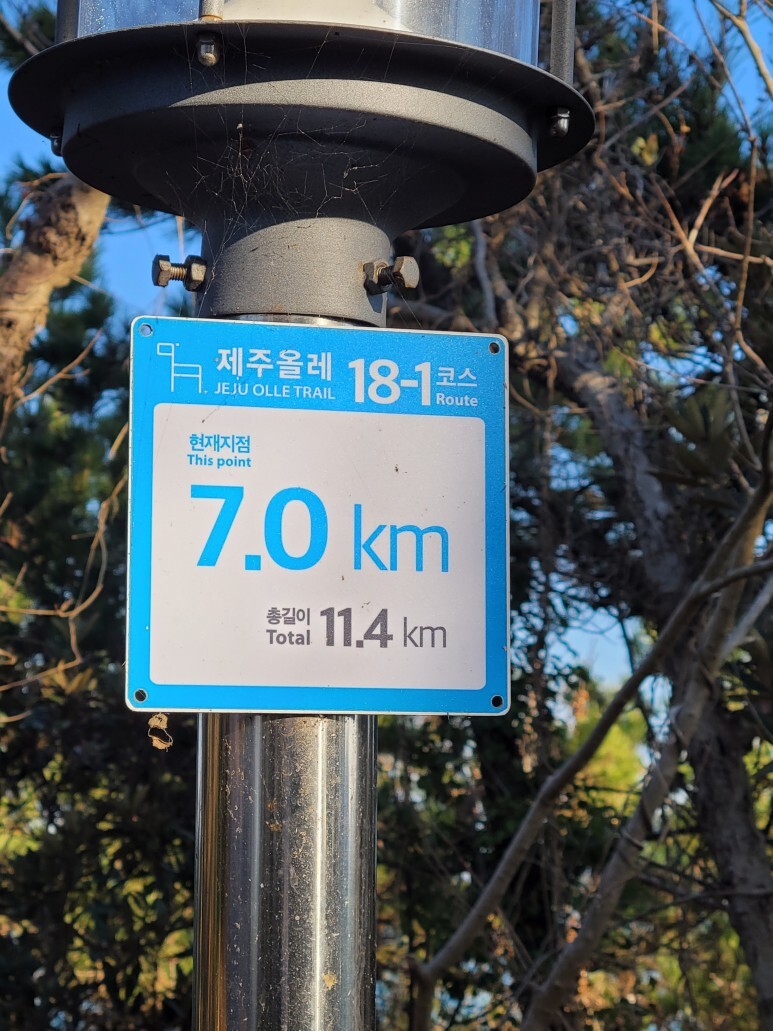 제주올레 18-1 코스
JEJU OLLE TRAIL Route
현재지점
This point
7.0 km
총길이
Total 11.4 km